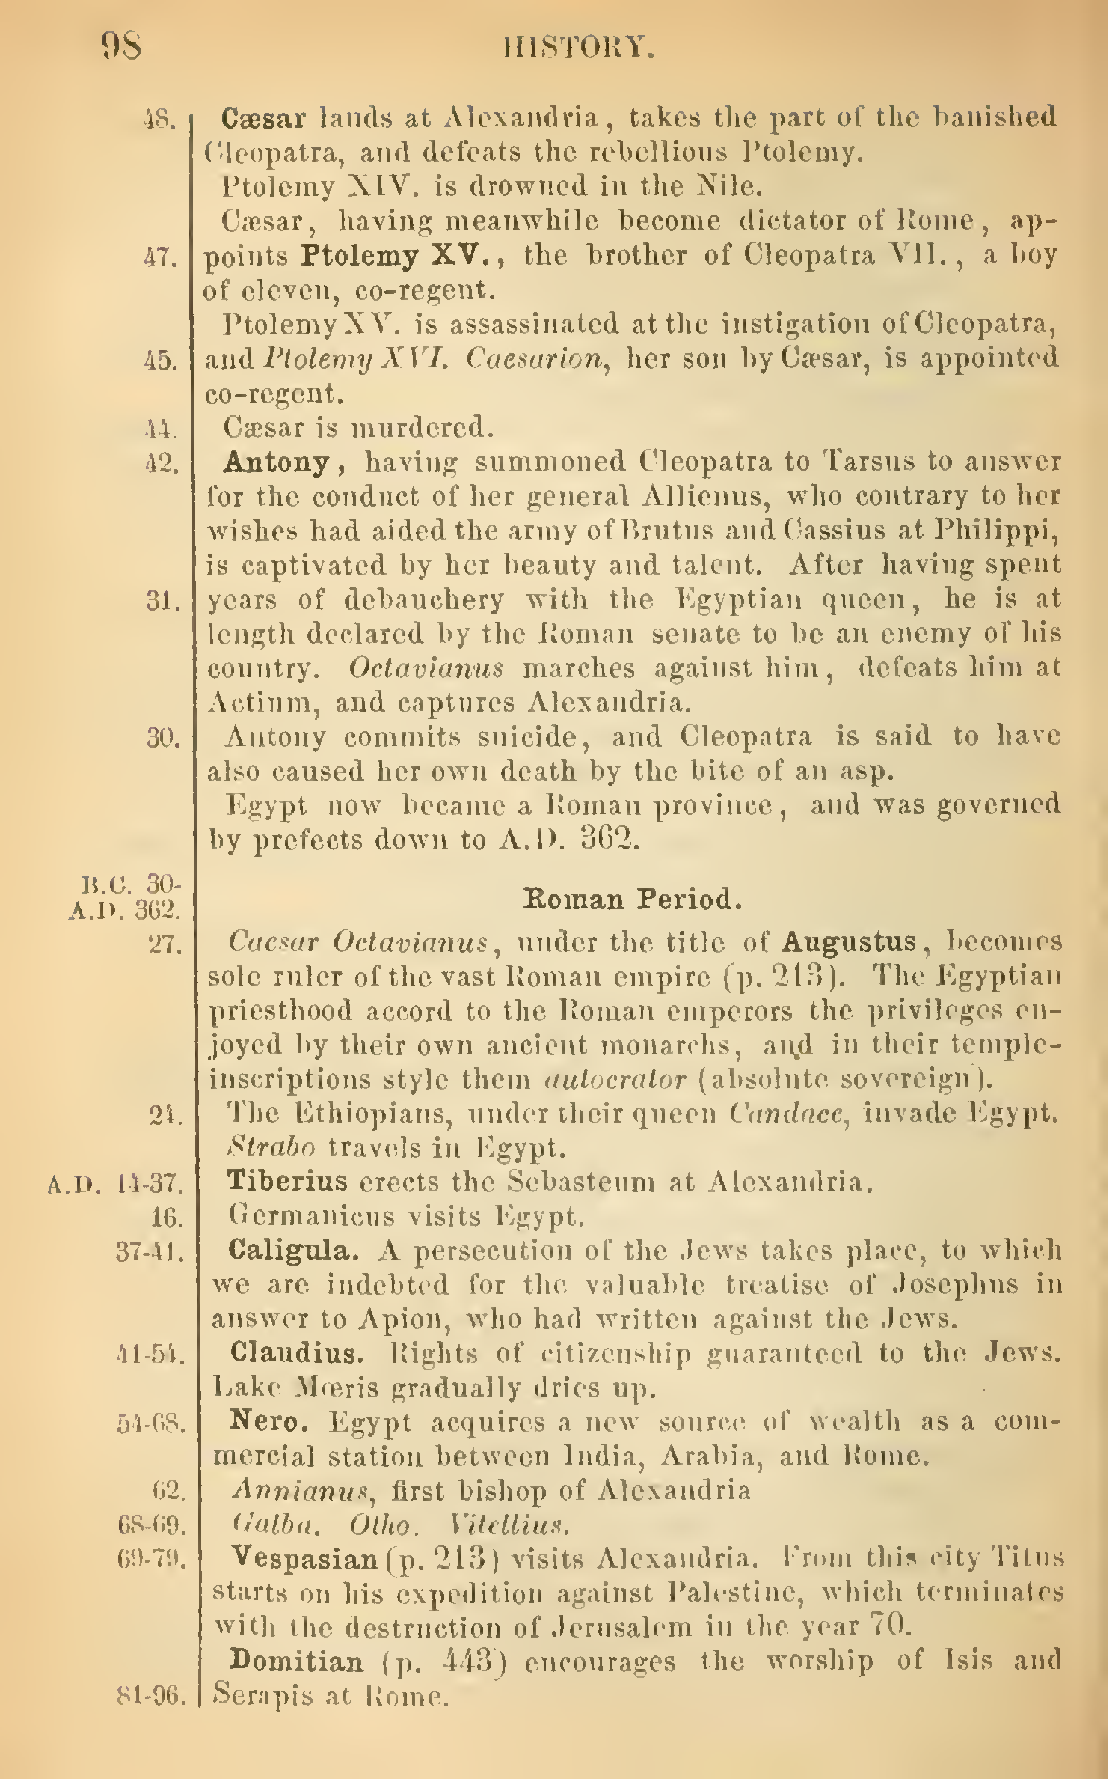 98 HISTORY.
48. Cæsar lands at Alexandria, takes the part of the banished
Cleopatra, and defeats the rebellious Ptolemy.
Ptolemy XIV. is drowned in the Nile.
Cæsar, having meanwhile become dictator of Rome, ap-
47. points Ptolemy XV., the brother of Cleopatra VII., a boy
of eleven, co-regent.
Ptolemy XV. is assassinated at the instigation of Cleopatra,
45. and Ptolemy XVI. Caesarion, her son by Cæsar, is appointed
co-regent.
44. Cæsar is murdered.
42. Antony, having summoned Cleopatra to Tarsus to answer
for the conduct of her general Allienus, who contrary to her
wishes had aided the army of Brutus and Cassius at Philippi,
is captivated by her beauty and talent. After having spent
31. years of debauchery with the Egyptian queen, he is at
length declared by the Roman senate to be an enemy of his
country. Octavianus marches against him, defeats him at
Actium, and captures Alexandria.
30. Antony commits suicide, and Cleopatra is said to have
also caused her own death by the bite of an asp.
Egypt now became a Roman province, and was governed
by prefects down to A.D. 362.
B.C. 30-
A.D. 362.
Roman Period.
27. Caesar Octavianus, under the title of Augustus, becomes
sole ruler of the vast Roman empire (p. 213). The Egyptian
priesthood accord to the Roman emperors the privileges en-
joyed by their own ancient monarchs, and in their temple-
inscriptions style them autocrator (absolute sovereign).
24. The Ethiopians, under their queen Candace, invade Egypt.
Strabo travels in Egypt.
A.D. 14-37. Tiberius erects the Sebasteum at Alexandria.
16. Germanicus visits Egypt.
37-41. Caligula. A persecution of the Jews takes place, to which
we are indebted for the valuable treatise of Josephus in
answer to Apion, who had written against the Jews.
41-54. Claudius. Rights of citizenship guaranteed to the Jews.
Lake Mœris gradually dries up.
54-68. Nero. Egypt acquires a new source of wealth as a com-
mercial station between India, Arabia, and Rome.
62. Annianus, first bishop of Alexandria
68-69. Galba. Otho. Vitellius.
69-79. Vespasian (p. 213) visits Alexandria. From this city Titus
starts on his expedition against Palestine, which terminates
with the destruction of Jerusalem in the year 70.
Domitian (p. 443) encourages the worship of Isis and
81-96. Serapis at Rome.